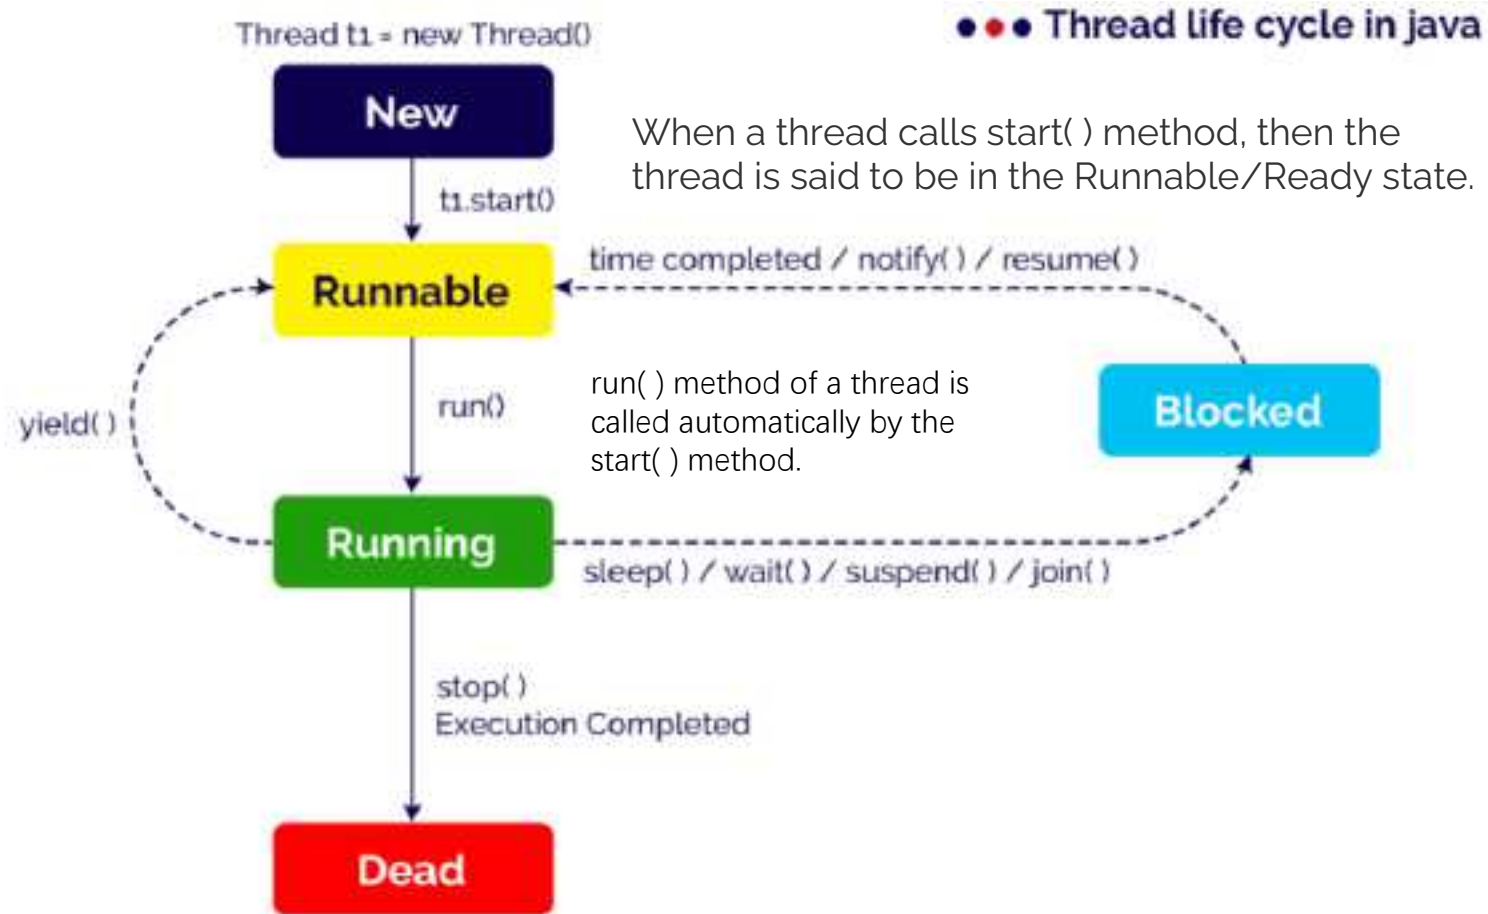 Thread t1 = new Thread()
Thread life cycle in java
New
When a thread calls start( ) method, then the
thread is said to be in the Runnable/Ready state.
t1.start()
time completed / notify( ) / resume( )
Runnable
run( ) method of a thread is
called automatically by the
start( ) method.
run()
yield( )
Blocked
Running
sleep( ) / wait( ) / suspend( ) / join( )
stop( )
Execution Completed
Dead